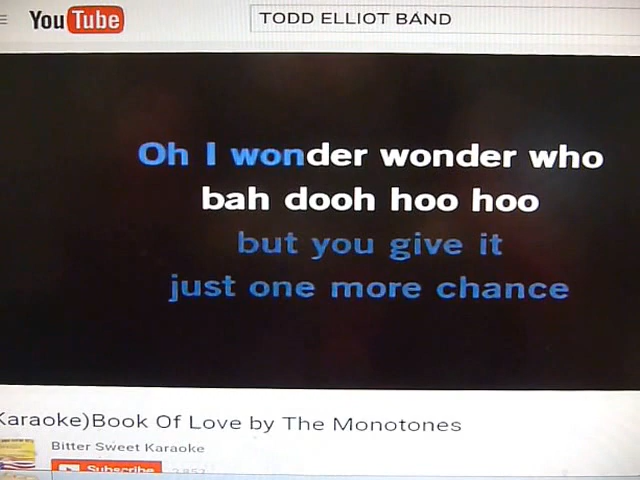 YouTube
TODD ELLIOT BAND
Oh I wonder wonder who
bah dooh hoo hoo
but you give it
just one more chance
Karaoke)Book Of Love by The Monotones
Bitter Sweet Karaoke
Subscribe